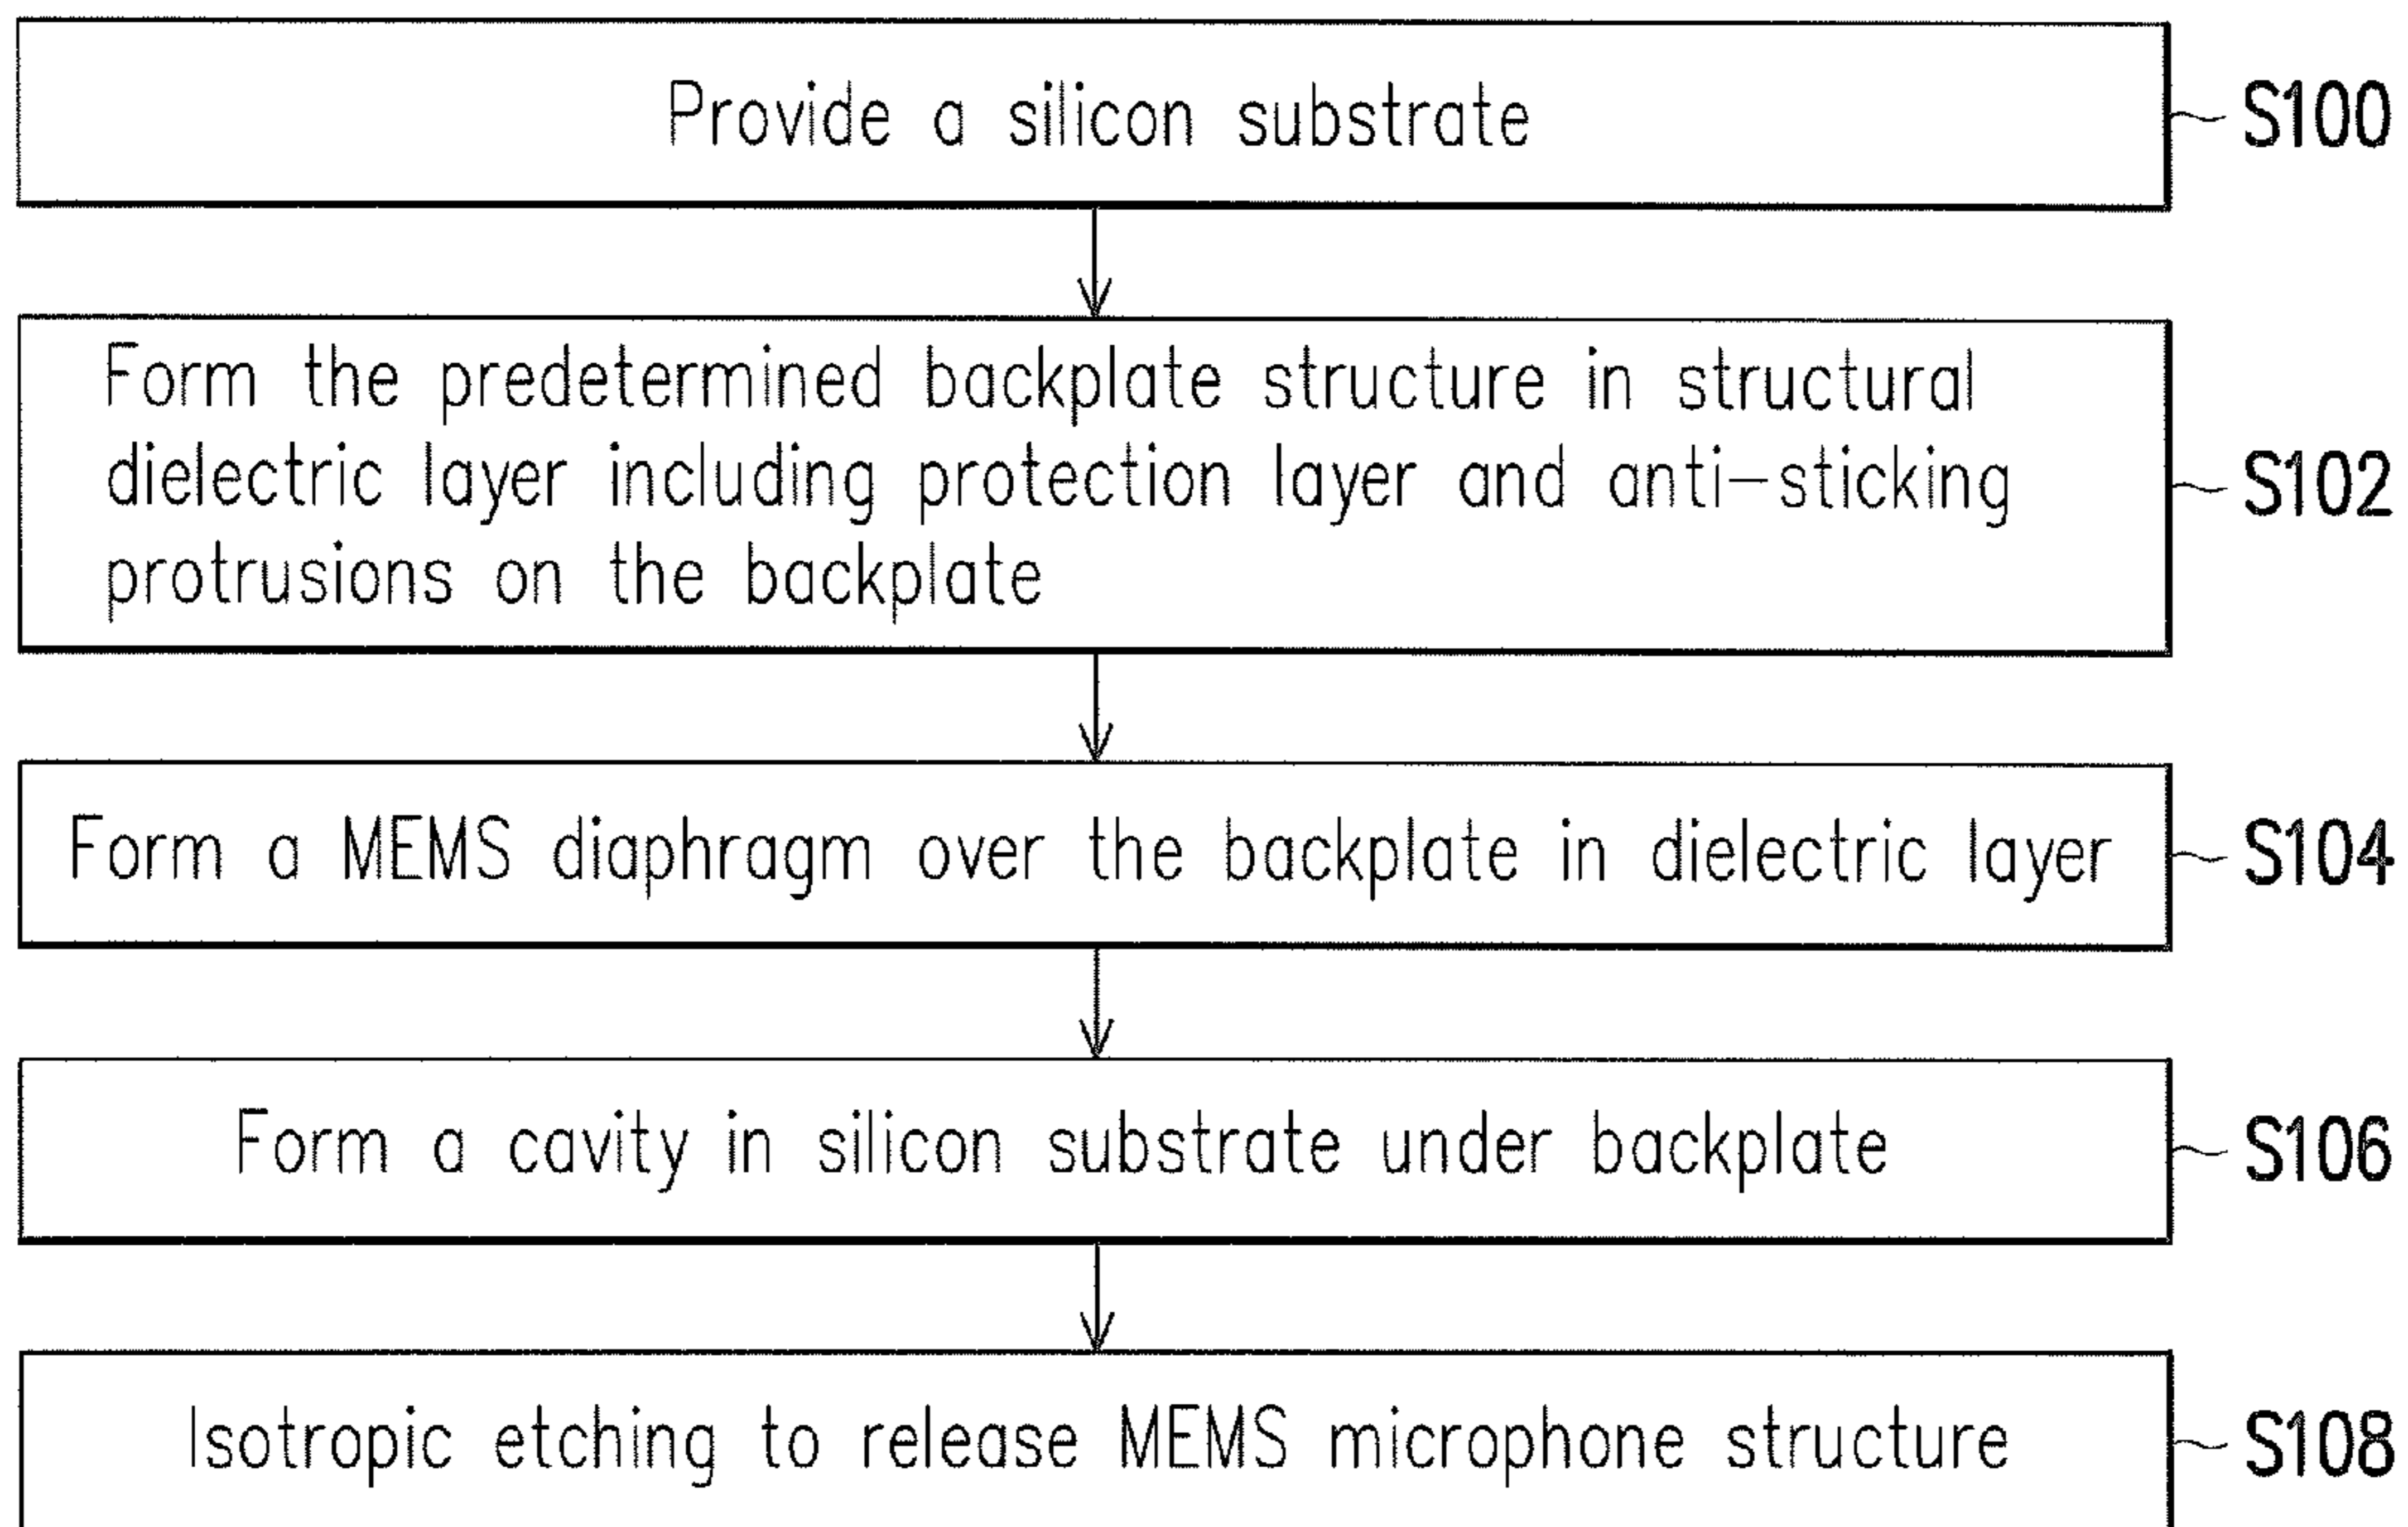 Provide a silicon substrate
S100
Form the predetermined backplate structure in structural
dielectric layer including protection layer and anti-sticking
protrusions on the backplate
S102
Form a MEMS diaphragm over the backplate in dielectric layer
S104
Form a cavity in silicon substrate under backplate
S106
Isotropic etching to release MEMS microphone structure
S108